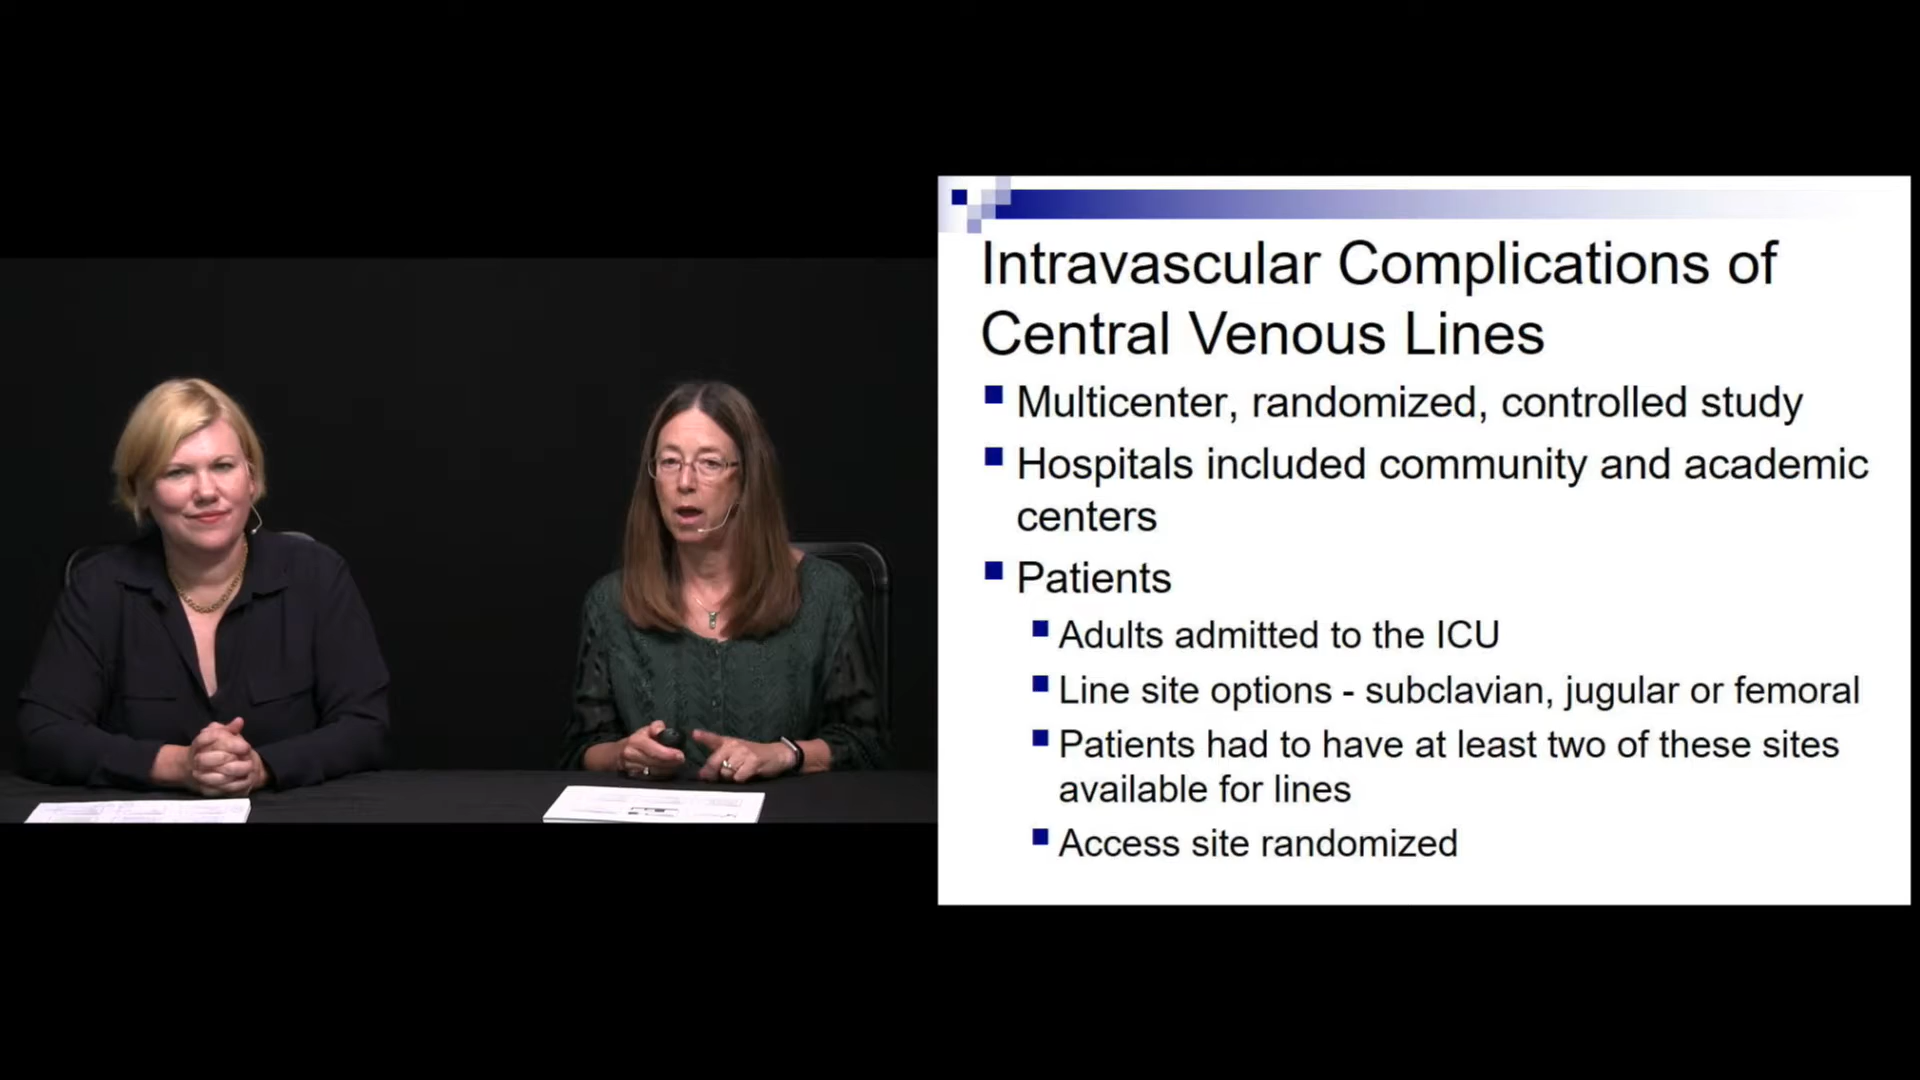 Intravascular Complications of
Central Venous Lines
Multicenter, randomized, controlled study
Hospitals included community and academic
centers
Patients
Adults admitted to the ICU
Line site options - subclavian, jugular or femoral
Patients had to have at least two of these sites
available for lines
Access site randomized